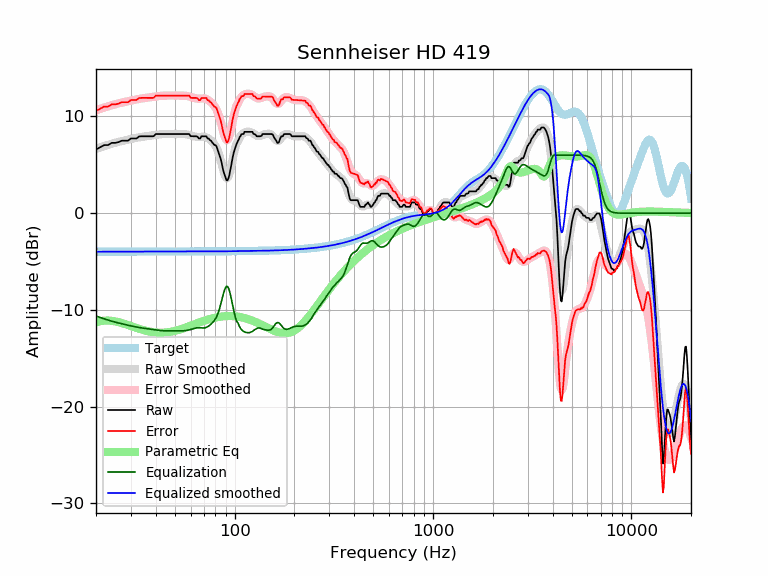 Sennheiser HD 419
Amplitude (dBr)
10
0
−10
−20
−30
Target
Raw Smoothed
Error Smoothed
Raw
Error
Parametric Eq
Equalization
Equalized smoothed
100
1000
10000
Frequency (Hz)